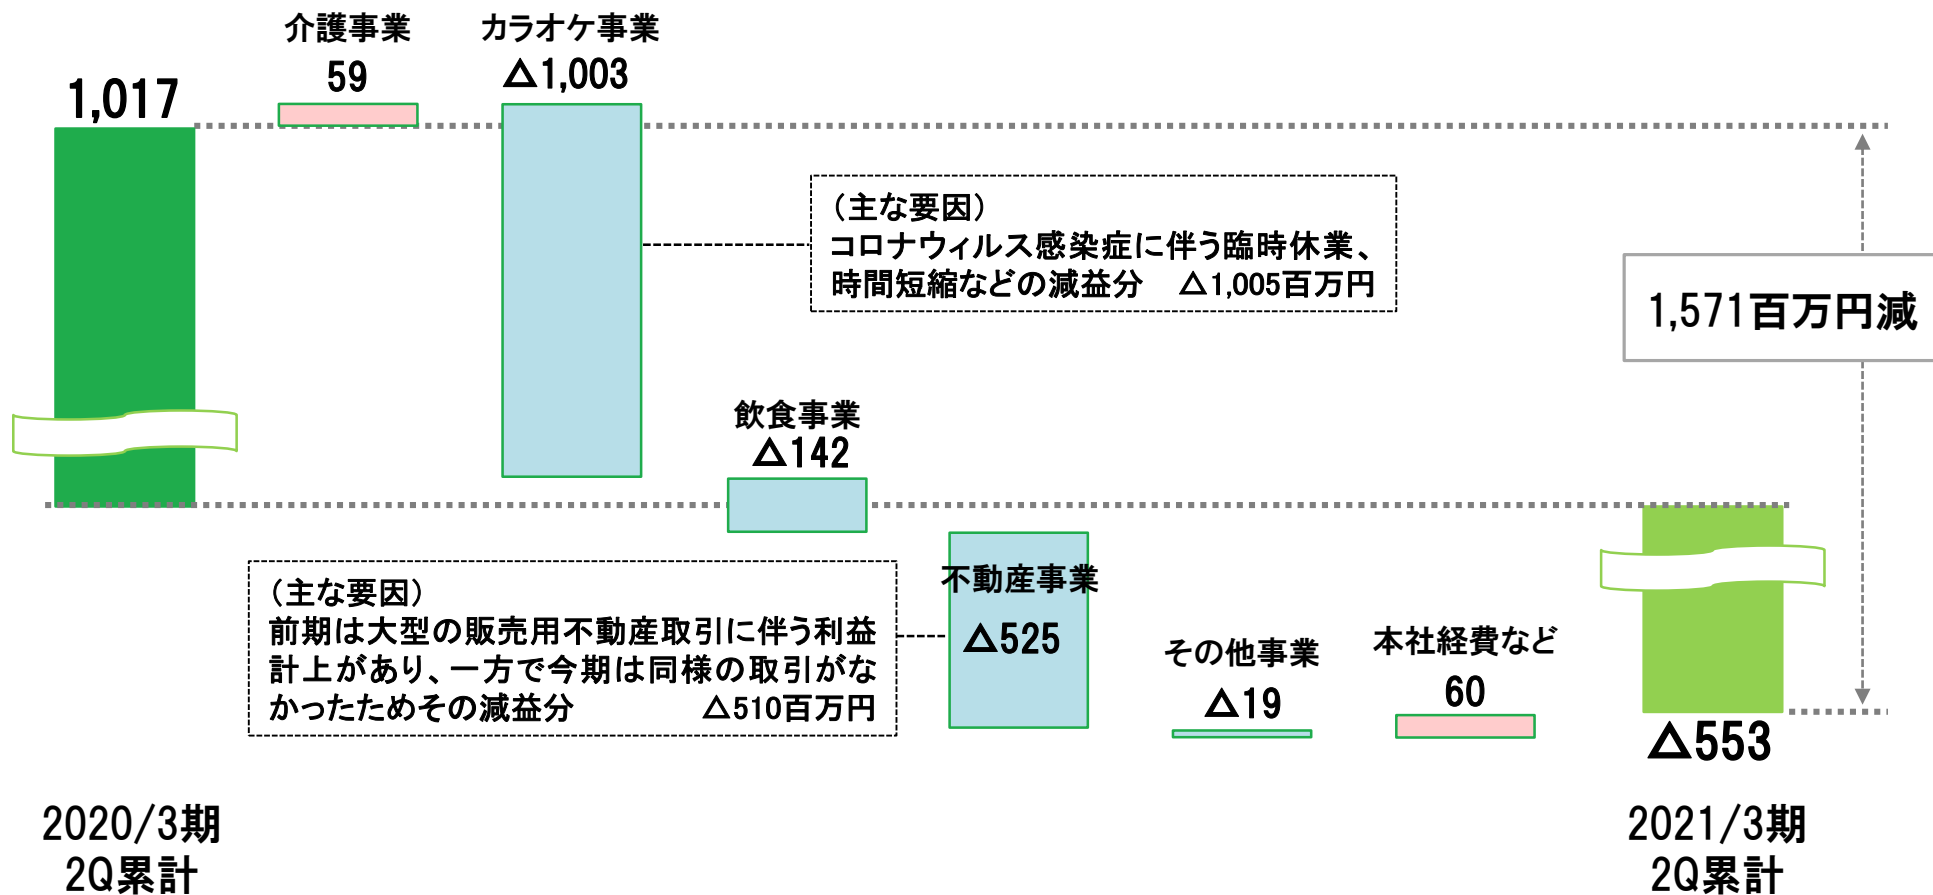 介護事業
59
カラオケ事業
△1,003
1,017
（主な要因）
コロナウィルス感染症に伴う臨時休業、
時間短縮などの減益分　△1,005百万円
1,571百万円減
飲食事業
△142
（主な要因）
前期は大型の販売用不動産取引に伴う利益
計上があり、一方で今期は同様の取引がな
かったためその減益分　　　　△510百万円
不動産事業
△525
その他事業
△19
本社経費など
60
△553
2020/3期
2Q累計
2021/3期
2Q累計